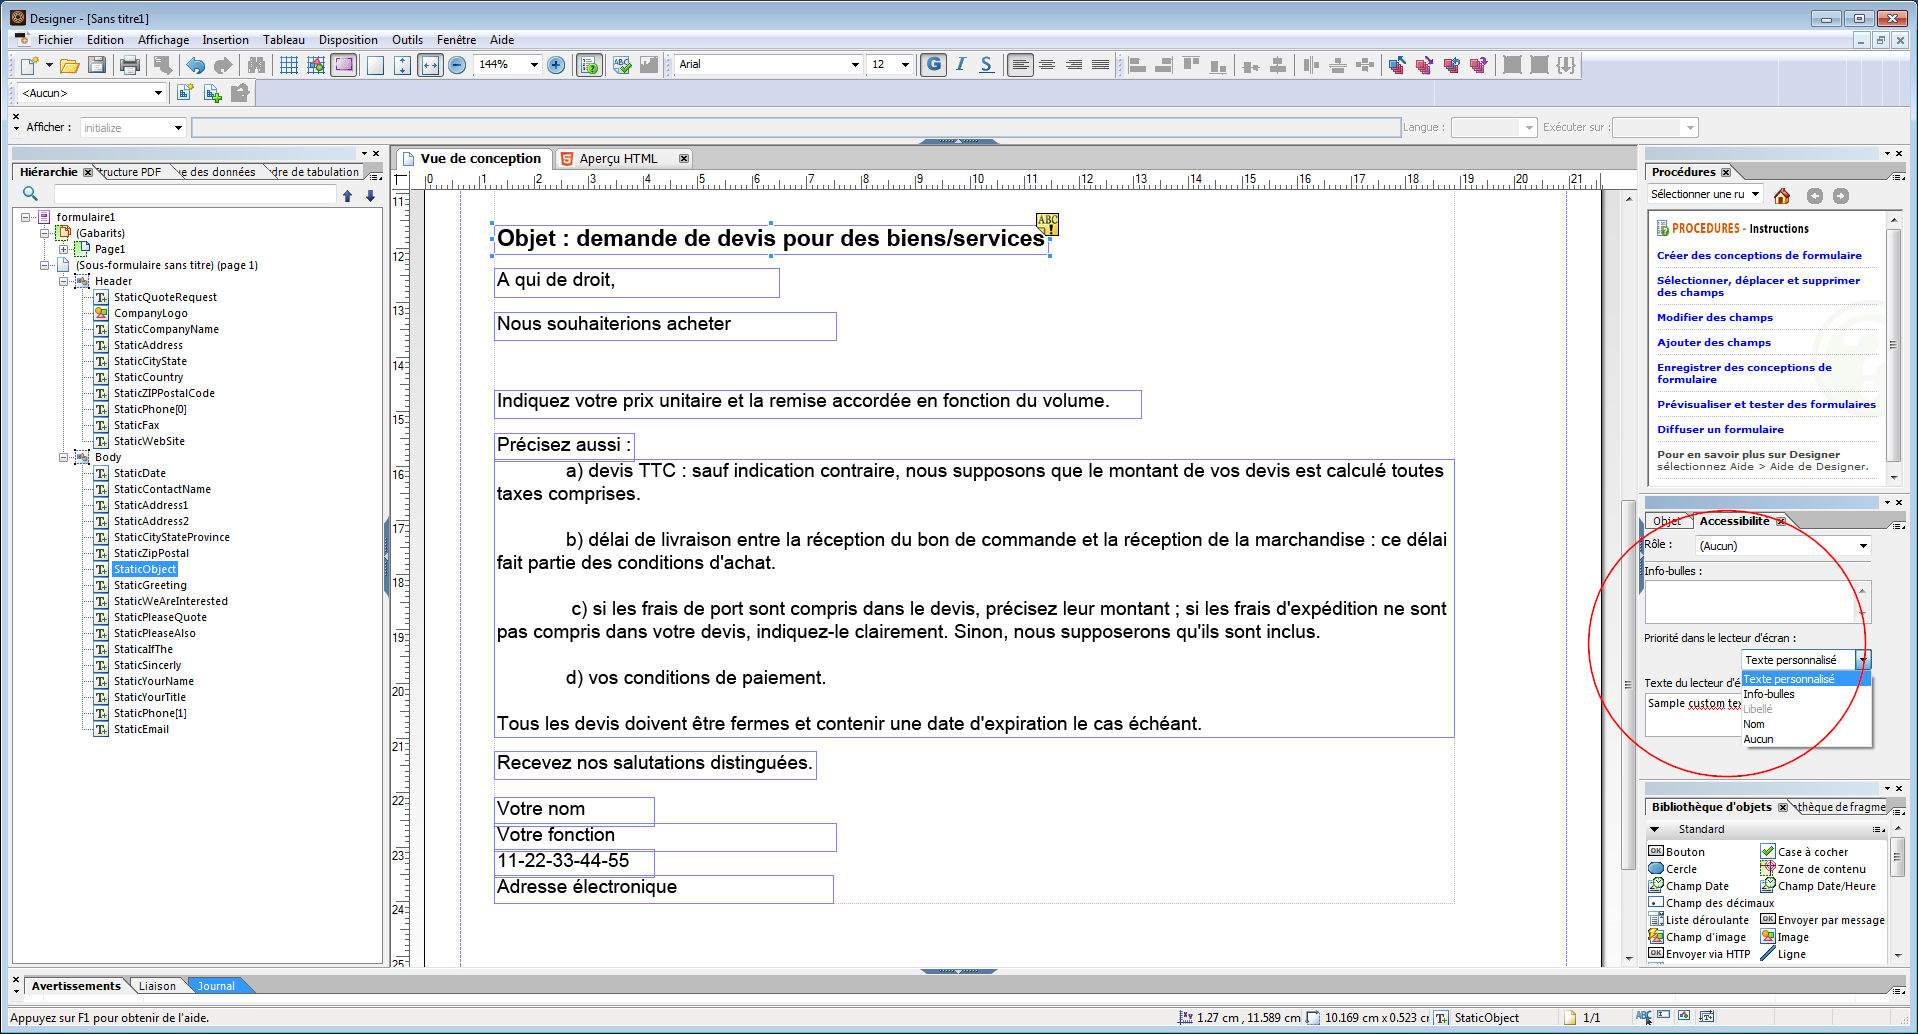 Designer - [Sans titre1]
Fichier Edition Affichage Insertion Tableau Disposition Outils Fenêtre Aide
144% Arial 12 G I S
<Aucun>
Afficher : initialize Langue : Exécuter sur :
Hiérarchie tructure PDF ue des données dre de tabulation
formulaire1
(Gabarits)
Page1
(Sous-formulaire sans titre) (page 1)
Header
StaticQuoteRequest
CompanyLogo
StaticCompanyName
StaticAddress
StaticCityState
StaticCountry
StaticZIPPostalCode
StaticPhone[0]
StaticFax
StaticWebSite
Body
StaticDate
StaticContactName
StaticAddress1
StaticAddress2
StaticCityStateProvince
StaticZipPostal
StaticObject
StaticGreeting
StaticWeAreInterested
StaticPleaseQuote
StaticPleaseAlso
StaticaIfThe
StaticSincerly
StaticYourName
StaticYourTitle
StaticPhone[1]
StaticEmail
Vue de conception Aperçu HTML
0 1 2 3 4 5 6 7 8 9 10 11 12 13 14 15 16 17 18 19 20 21
11
12
13
14
15
16
17
18
19
20
21
22
23
24
25
ABC
!
Objet : demande de devis pour des biens/services
A qui de droit,
Nous souhaiterions acheter
Indiquez votre prix unitaire et la remise accordée en fonction du volume.
Précisez aussi :
a) devis TTC : sauf indication contraire, nous supposons que le montant de vos devis est calculé toutes
taxes comprises.
b) délai de livraison entre la réception du bon de commande et la réception de la marchandise : ce délai
fait partie des conditions d'achat.
c) si les frais de port sont compris dans le devis, précisez leur montant ; si les frais d'expédition ne sont
pas compris dans votre devis, indiquez-le clairement. Sinon, nous supposerons qu'ils sont inclus.
d) vos conditions de paiement.
Tous les devis doivent être fermes et contenir une date d'expiration le cas échéant.
Recevez nos salutations distinguées.
Votre nom
Votre fonction
11-22-33-44-55
Adresse électronique
Procédures
Sélectionner une ru
PROCEDURES - Instructions
Créer des conceptions de formulaire
Sélectionner, déplacer et supprimer
des champs
Modifier des champs
Ajouter des champs
Enregistrer des conceptions de
formulaire
Prévisualiser et tester des formulaires
Diffuser un formulaire
Pour en savoir plus sur Designer
sélectionnez Aide > Aide de Designer.
Objet Accessibilite
Rôle : (Aucun)
Info-bulles :
Priorité dans le lecteur d'écran :
Texte personnalisé
Texte du lecteur d'é
Sample custom tex
Texte personnalisé
Info-bulles
Libellé
Nom
Aucun
Bibliothèque d'objets thèque de fragme
Standard
Bouton Case à cocher
Cercle Zone de contenu
Champ Date Champ Date/Heure
Champ des décimaux
Liste déroulante Envoyer par message
Champ d'image Image
Envoyer via HTTP Ligne
Avertissements Liaison Journal
Appuyez sur F1 pour obtenir de l'aide. 1.27 cm , 11.589 cm 10.169 cm x 0.523 cr StaticObject 1/1